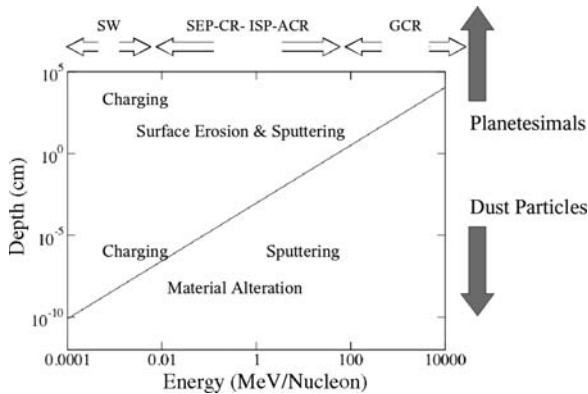 SW SEP-CR- ISP-ACR GCR
10^5
Charging
Surface Erosion & Sputtering
Planetesimals
10^0
Depth (cm)
Dust Particles
10^-5
Charging Sputtering
Material Alteration
10^-10
0.0001 0.01 1 100 10000
Energy (MeV/Nucleon)